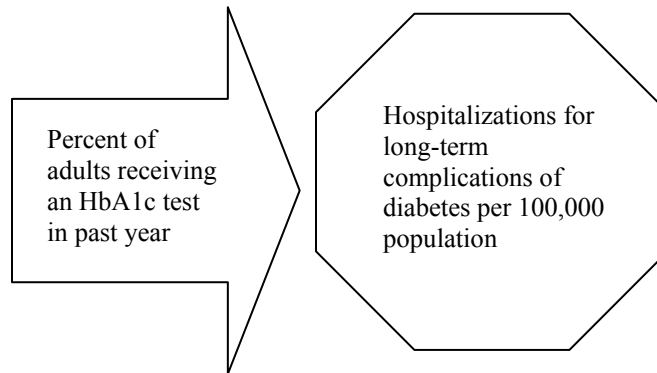 Percent of
adults receiving
an HbA1c test
in past year
Hospitalizations for
long-term
complications of
diabetes per 100,000
population